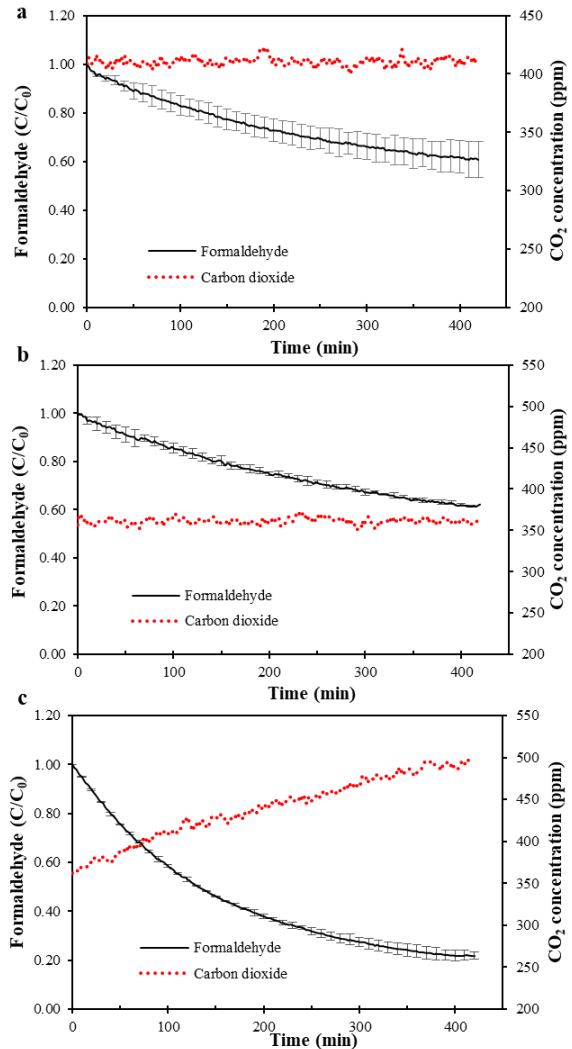 a
1.20
1.00
0.80
0.60
0.40
0.20
0.00
Formaldehyde (C/C₀)
450
400
350
300
250
200
CO₂ concentration (ppm)
Formaldehyde
Carbon dioxide
0 100 200 300 400
Time (min)
b
1.20
1.00
0.80
0.60
0.40
0.20
0.00
Formaldehyde (C/C₀)
550
500
450
400
350
300
250
200
CO₂ concentration (ppm)
Formaldehyde
Carbon dioxide
0 100 200 300 400
Time (min)
c
1.20
1.00
0.80
0.60
0.40
0.20
0.00
Formaldehyde (C/C₀)
550
500
450
400
350
300
250
200
CO₂ concentration (ppm)
Formaldehyde
Carbon dioxide
0 100 200 300 400
Time (min)